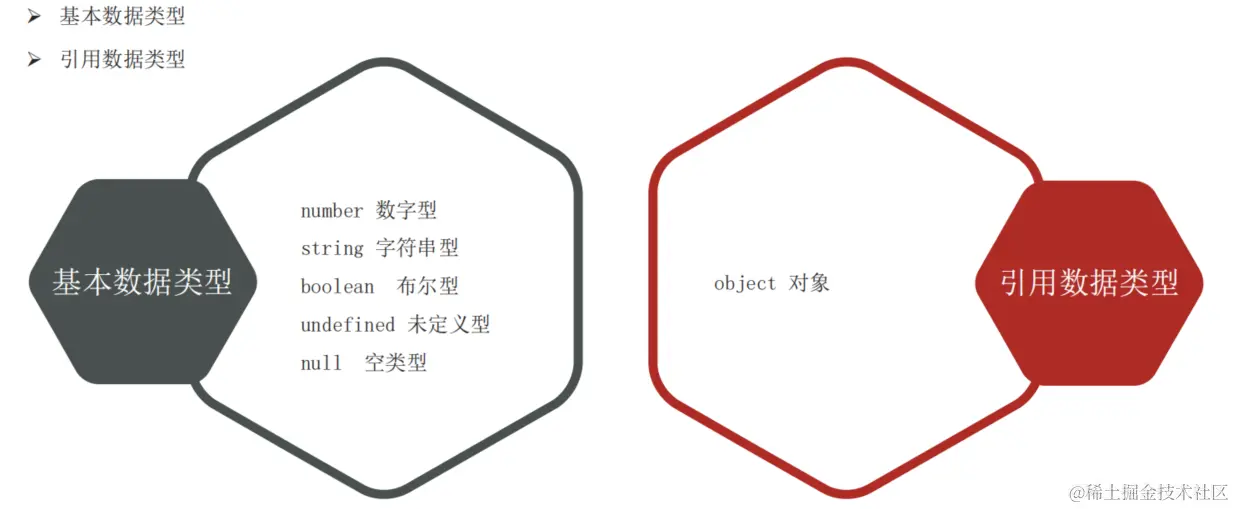 ➢ 基本数据类型
➢ 引用数据类型
基本数据类型
number 数字型
string 字符串型
boolean 布尔型
undefined 未定义型
null 空类型
object 对象
引用数据类型
@稀土掘金技术社区